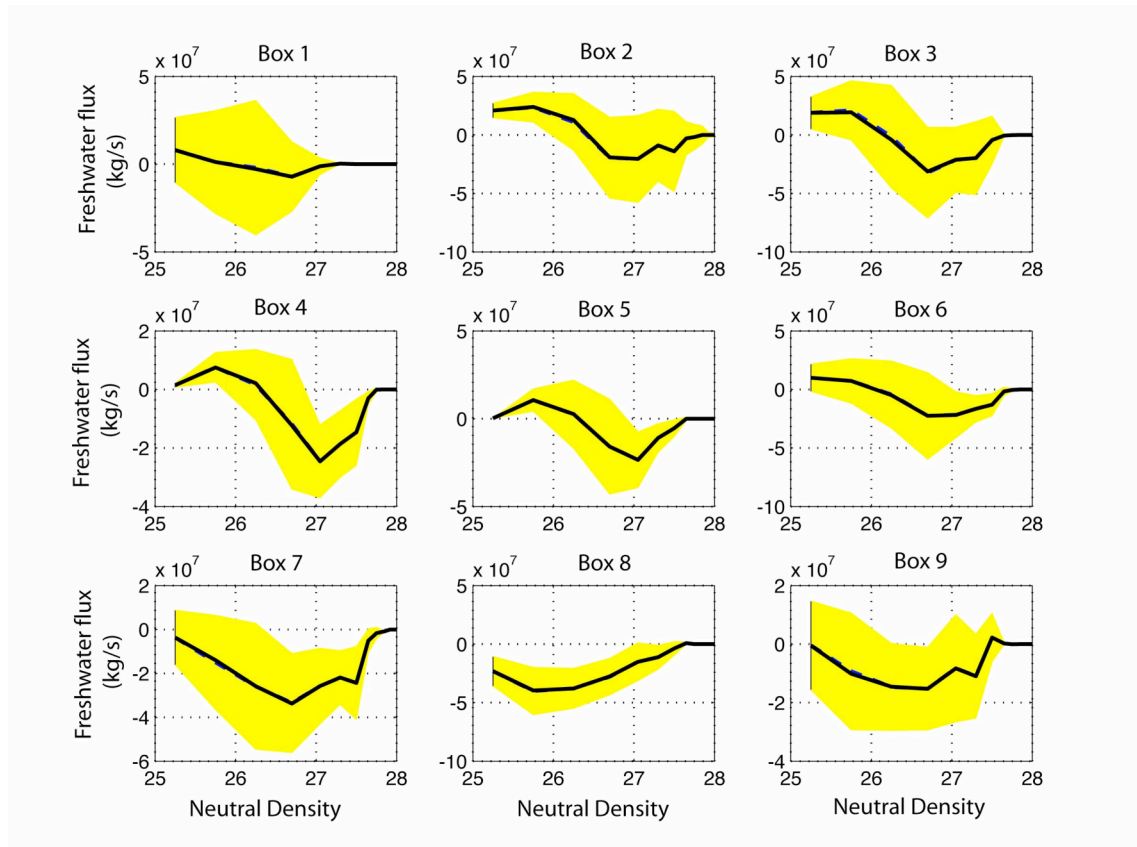 Box 1
Box 2
Box 3
x 10^7
x 10^7
x 10^7
Freshwater flux
(kg/s)
5
0
-5
25 26 27 28
5
0
-5
-10
25 26 27 28
5
0
-5
-10
25 26 27 28
Box 4
Box 5
Box 6
x 10^7
x 10^7
x 10^7
Freshwater flux
(kg/s)
2
0
-2
-4
25 26 27 28
5
0
-5
25 26 27 28
5
0
-5
-10
25 26 27 28
Box 7
Box 8
Box 9
x 10^7
x 10^7
x 10^7
Freshwater flux
(kg/s)
2
0
-2
-4
-6
25 26 27 28
5
0
-5
-10
25 26 27 28
2
0
-2
-4
25 26 27 28
Neutral Density
Neutral Density
Neutral Density